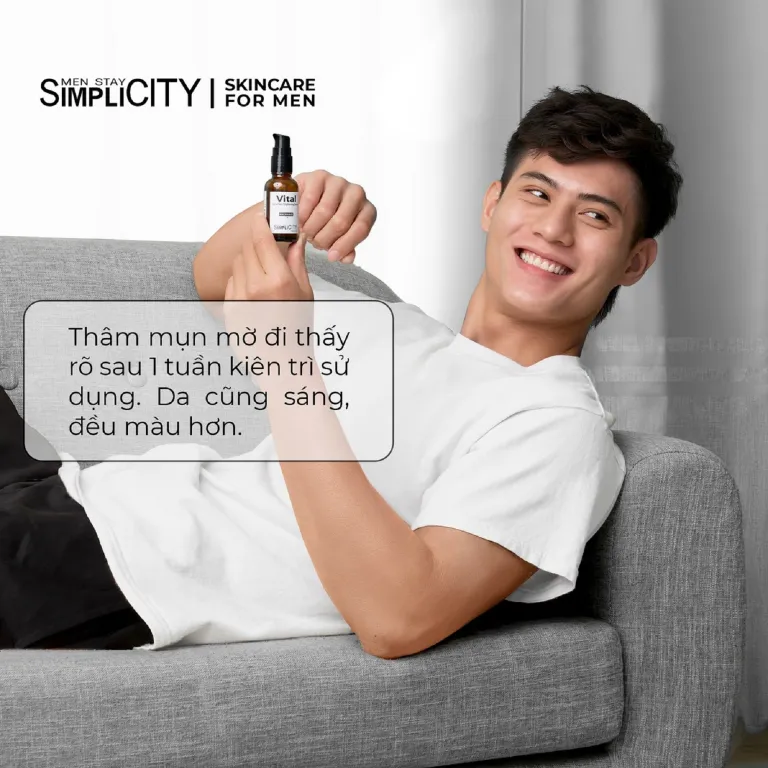 MEN STAY
SIMPLICITY | SKINCARE
FOR MEN
Vital
SIMPLICITY
Thâm mụn mờ đi thấy
rõ sau 1 tuần kiên trì sử
dụng. Da cũng sáng,
đều màu hơn.